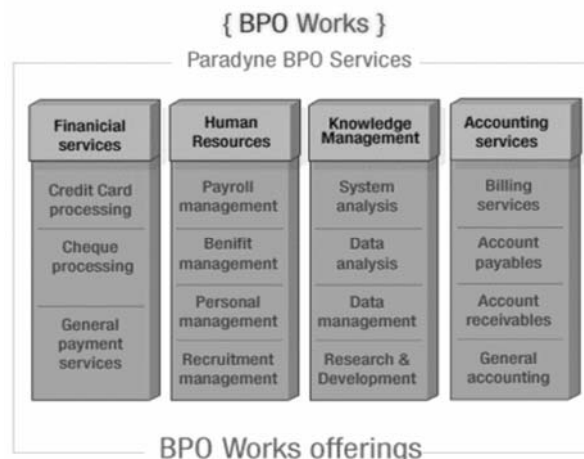 { BPO Works }
Paradyne BPO Services
Finanicial
services
Credit Card
processing
Cheque
processing
General
payment
services
Human
Resources
Payroll
management
Benifit
management
Personal
management
Recruitment
management
Knowledge
Management
System
analysis
Data
analysis
Data
management
Research &
Development
Accounting
services
Billing
services
Account
payables
Account
receivables
General
accounting
BPO Works offerings